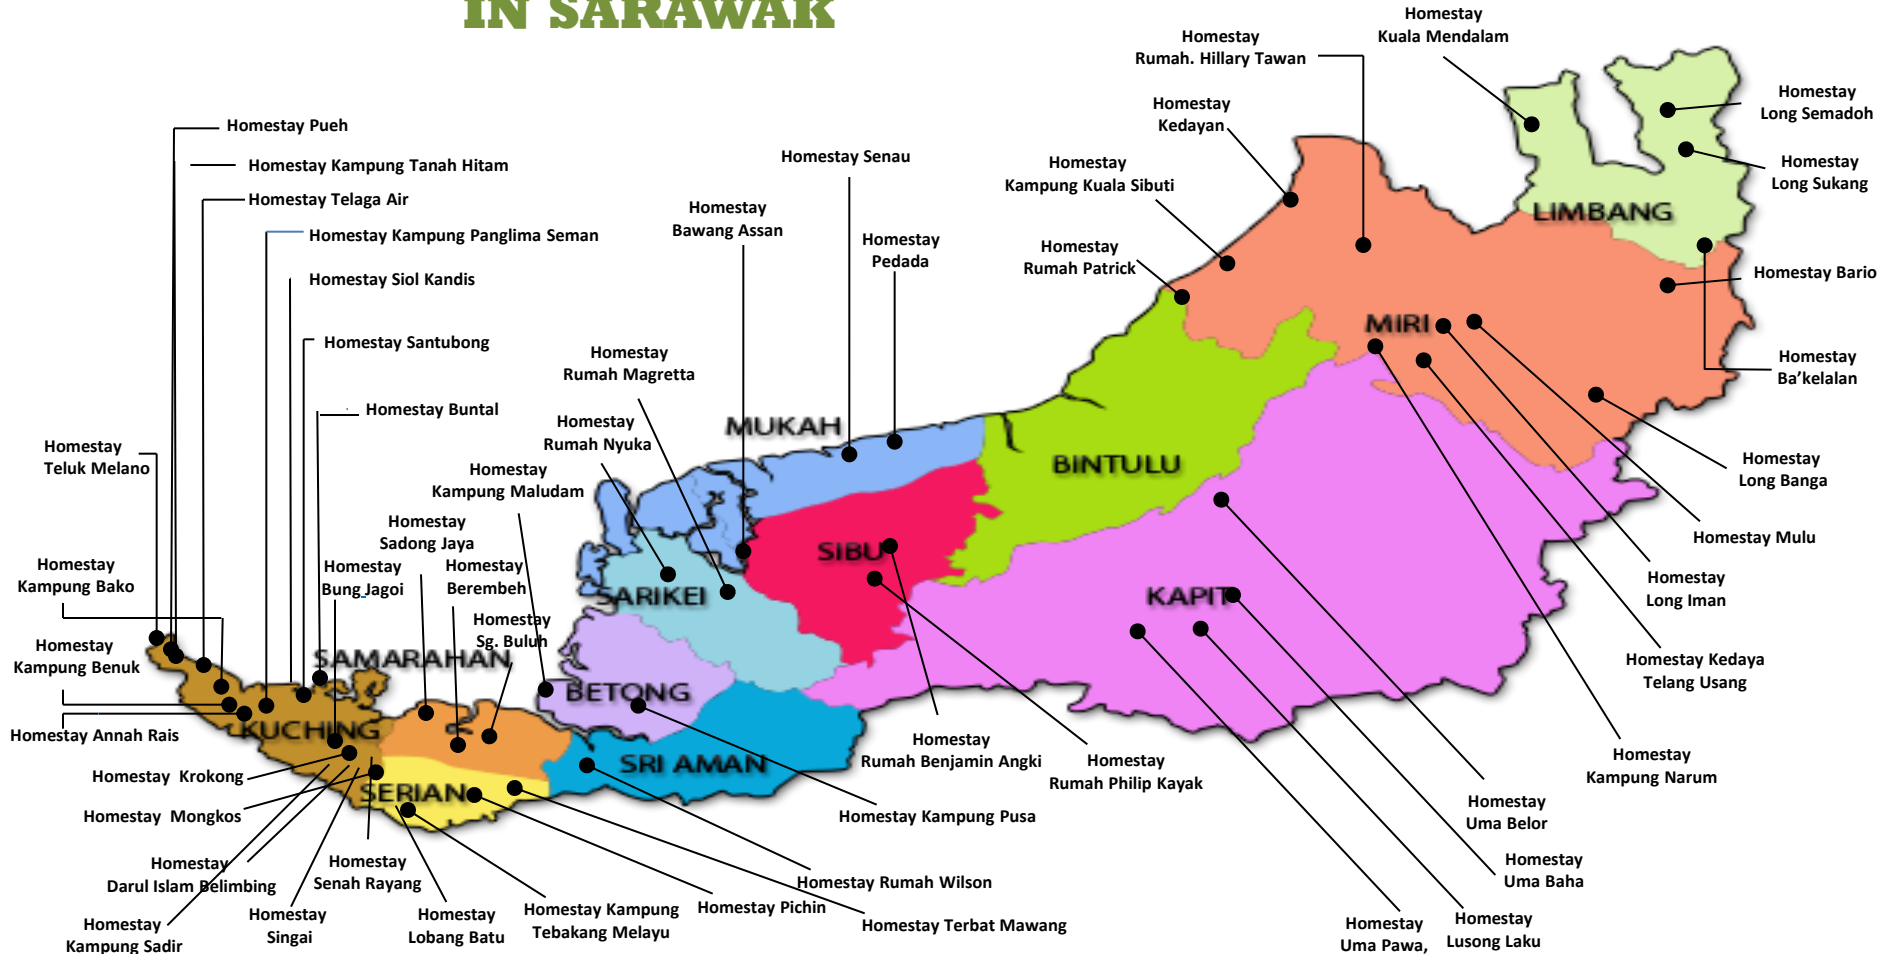 IN SARAWAK
Homestay
Kuala Mendalam
Homestay
Rumah. Hillary Tawan
Homestay
Long Semadoh
Homestay
Kedayan
Homestay Pueh
Homestay Kampung Tanah Hitam
Homestay Senau
Homestay
Kampung Kuala Sibuti
Homestay
Long Sukang
Homestay Telaga Air
Homestay
Bawang Assan
LIMBANG
Homestay Kampung Panglima Seman
Homestay
Pedada
Homestay
Rumah Patrick
Homestay Siol Kandis
Homestay Bario
MIRI
Homestay Santubong
Homestay
Rumah Magretta
Homestay
Ba’kelalan
Homestay Buntal
MUKAH
Homestay
Rumah Nyuka
Homestay
Teluk Melano
Homestay
Kampung Maludam
BINTULU
Homestay
Long Banga
Homestay
Sadong Jaya
Homestay Mulu
SIBU
Homestay
Kampung Bako
Homestay
Bung Jagoi
Homestay
Berembeh
SARIKEI
KAPIT
Homestay
Long Iman
Homestay
Sg. Buluh
Homestay
Kampung Benuk
SAMARAHAN
Homestay Kedaya
Telang Usang
BETONG
Homestay Annah Rais
KUCHING
Homestay
Rumah Benjamin Angki
Homestay
Rumah Philip Kayak
Homestay
Kampung Narum
SRI AMAN
Homestay  Krokong
SERIAN
Homestay  Mongkos
Homestay Kampung Pusa
Homestay
Uma Belor
Homestay
Darul Islam Belimbing
Homestay
Senah Rayang
Homestay Rumah Wilson
Homestay
Uma Baha
Homestay
Kampung Sadir
Homestay
Singai
Homestay
Lobang Batu
Homestay Kampung
Tebakang Melayu
Homestay Pichin
Homestay Terbat Mawang
Homestay
Uma Pawa,
Homestay
Lusong Laku